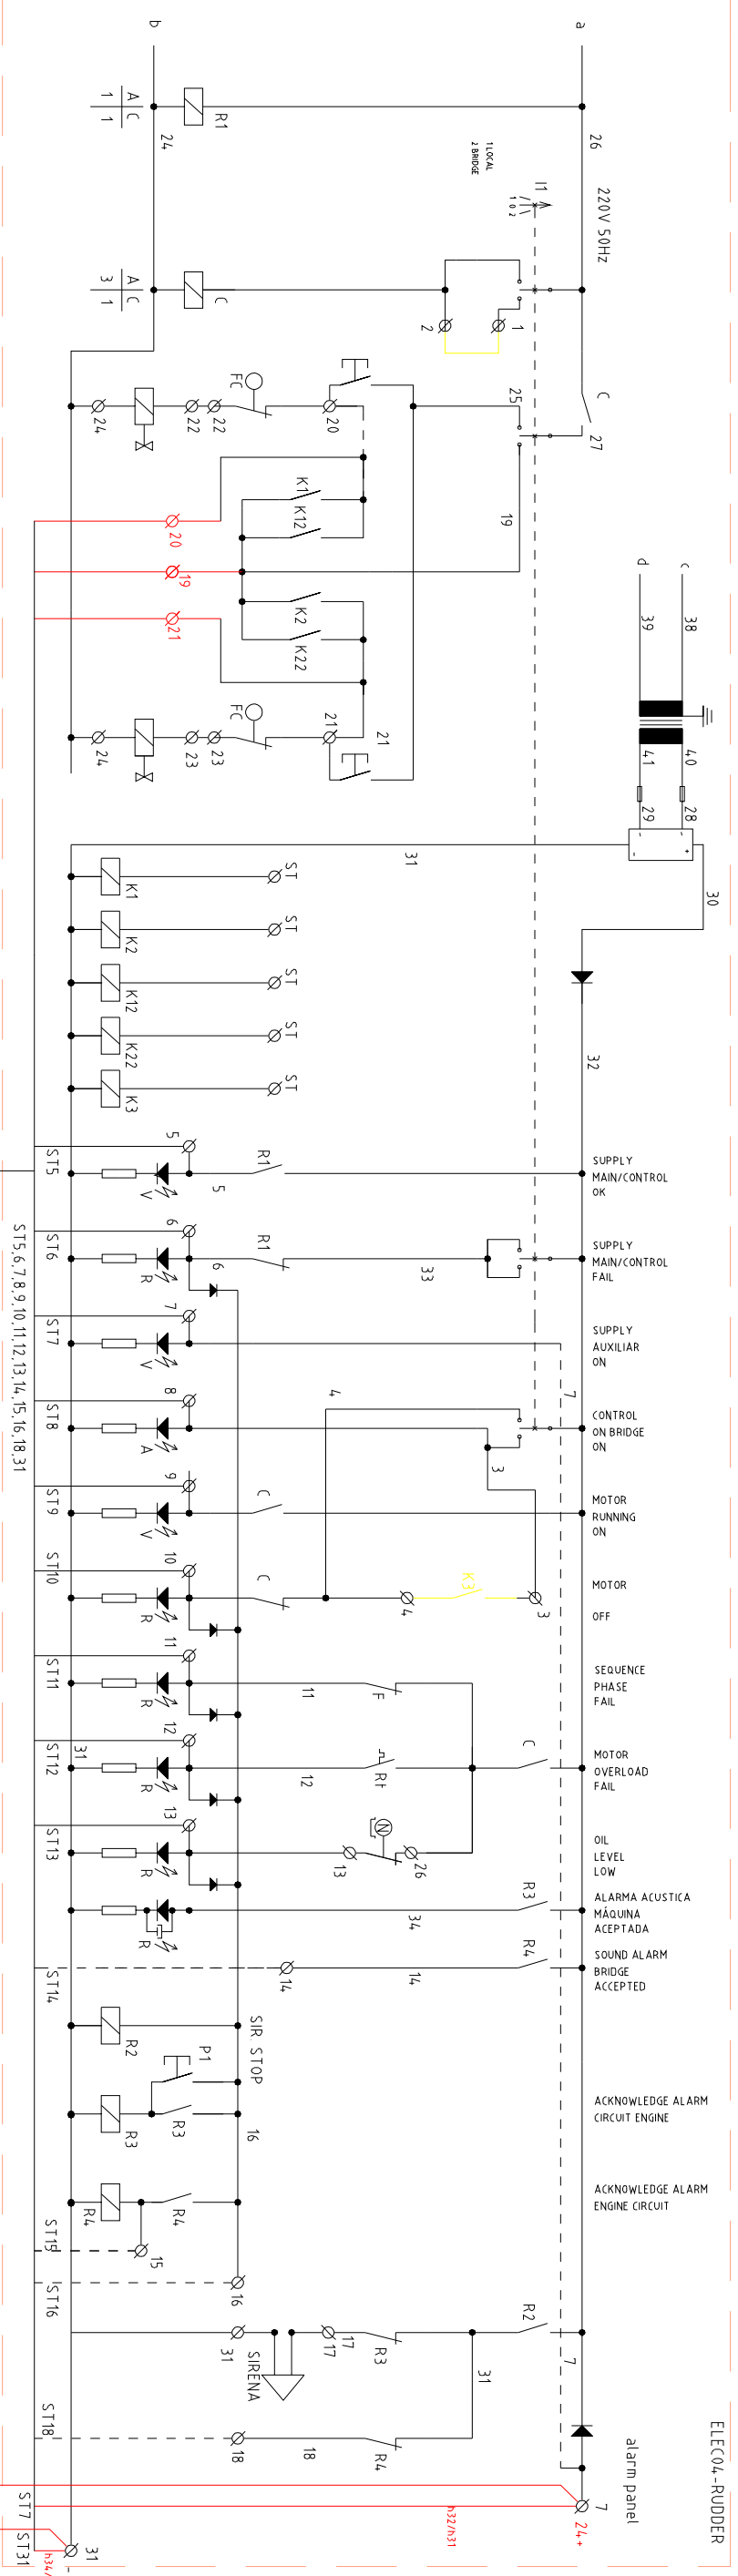 ELEC04-RUDDER
alarm panel
b
a
R1
A C
1 1
24
26
220V 50Hz
1 LOCAL
2 BRIDGE
I1
1 0 2
C
A C
3 1
1
2
C
27
25
19
FC
20
22
22
24
K1
K12
K2
K22
20
19
21
FC
21
21
23
23
24
d
c
39
38
41
40
29
28
+
-
30
31
32
ST
K1
ST
K2
ST
K12
ST
K22
ST
K3
SUPPLY
MAIN/CONTROL
OK
R1
5
5
V
ST5
SUPPLY
MAIN/CONTROL
FAIL
33
R1
6
6
R
ST6
SUPPLY
AUXILIAR
ON
7
V
ST7
7
CONTROL
ON BRIDGE
ON
4
3
8
A
ST8
MOTOR
RUNNING
ON
C
9
V
ST9
MOTOR
OFF
3
K3
4
C
10
R
ST10
SEQUENCE
PHASE
FAIL
F
11
11
R
ST11
MOTOR
OVERLOAD
FAIL
C
Rt
12
12
R
31
ST12
OIL
LEVEL
LOW
26
N
13
13
R
ST13
ALARMA ACUSTICA
MÁQUINA
ACEPTADA
R3
34
R
SOUND ALARM
BRIDGE
ACCEPTED
R4
14
14
ST14
ST5,6,7,8,9,10,11,12,13,14,15,16,18,31
R2
SIR. STOP
P1
16
R3
R3
ACKNOWLEDGE ALARM
CIRCUIT ENGINE
ACKNOWLEDGE ALARM
ENGINE CIRCUIT
R4
R4
15
ST15
16
ST16
R2
7
R3
17
17
31
SIRENA
31
R4
18
18
ST18
7
24+
h32/h31
ST7
ST31
31
-
h34/